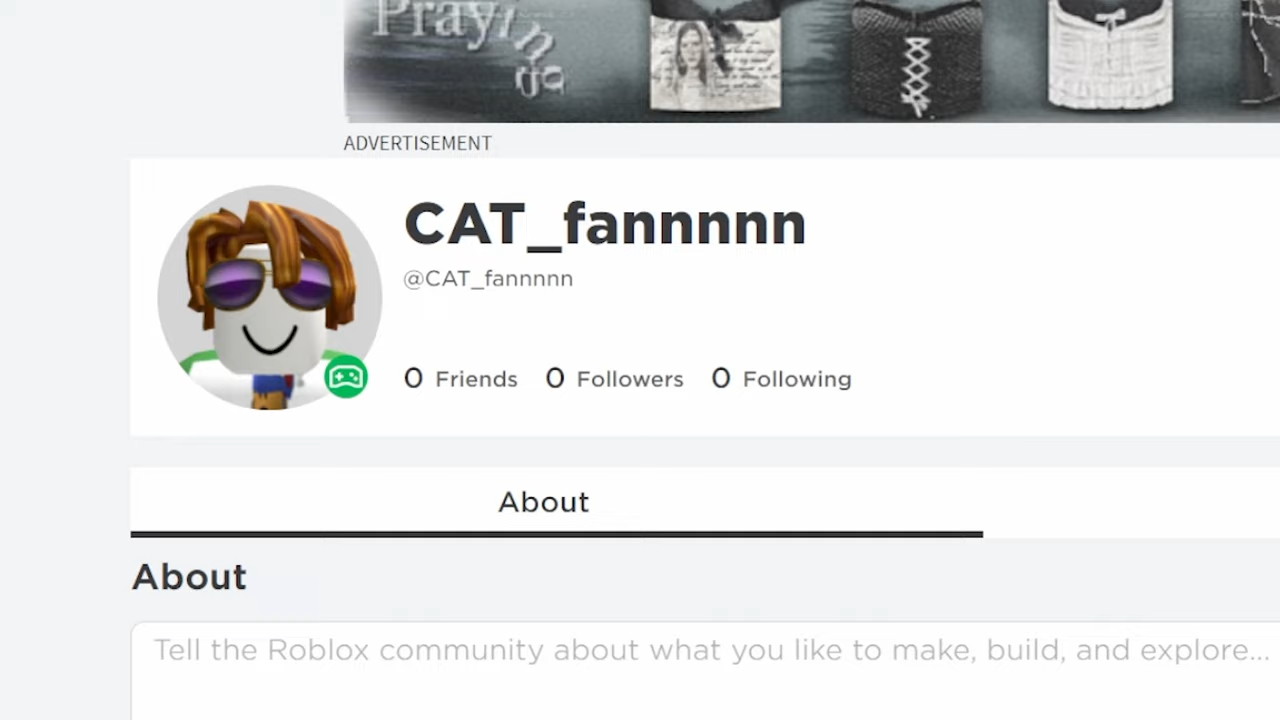 Praying
ADVERTISEMENT
CAT_fannnnn
@CAT_fannnnn
0 Friends 0 Followers 0 Following
About
About
Tell the Roblox community about what you like to make, build, and explore...